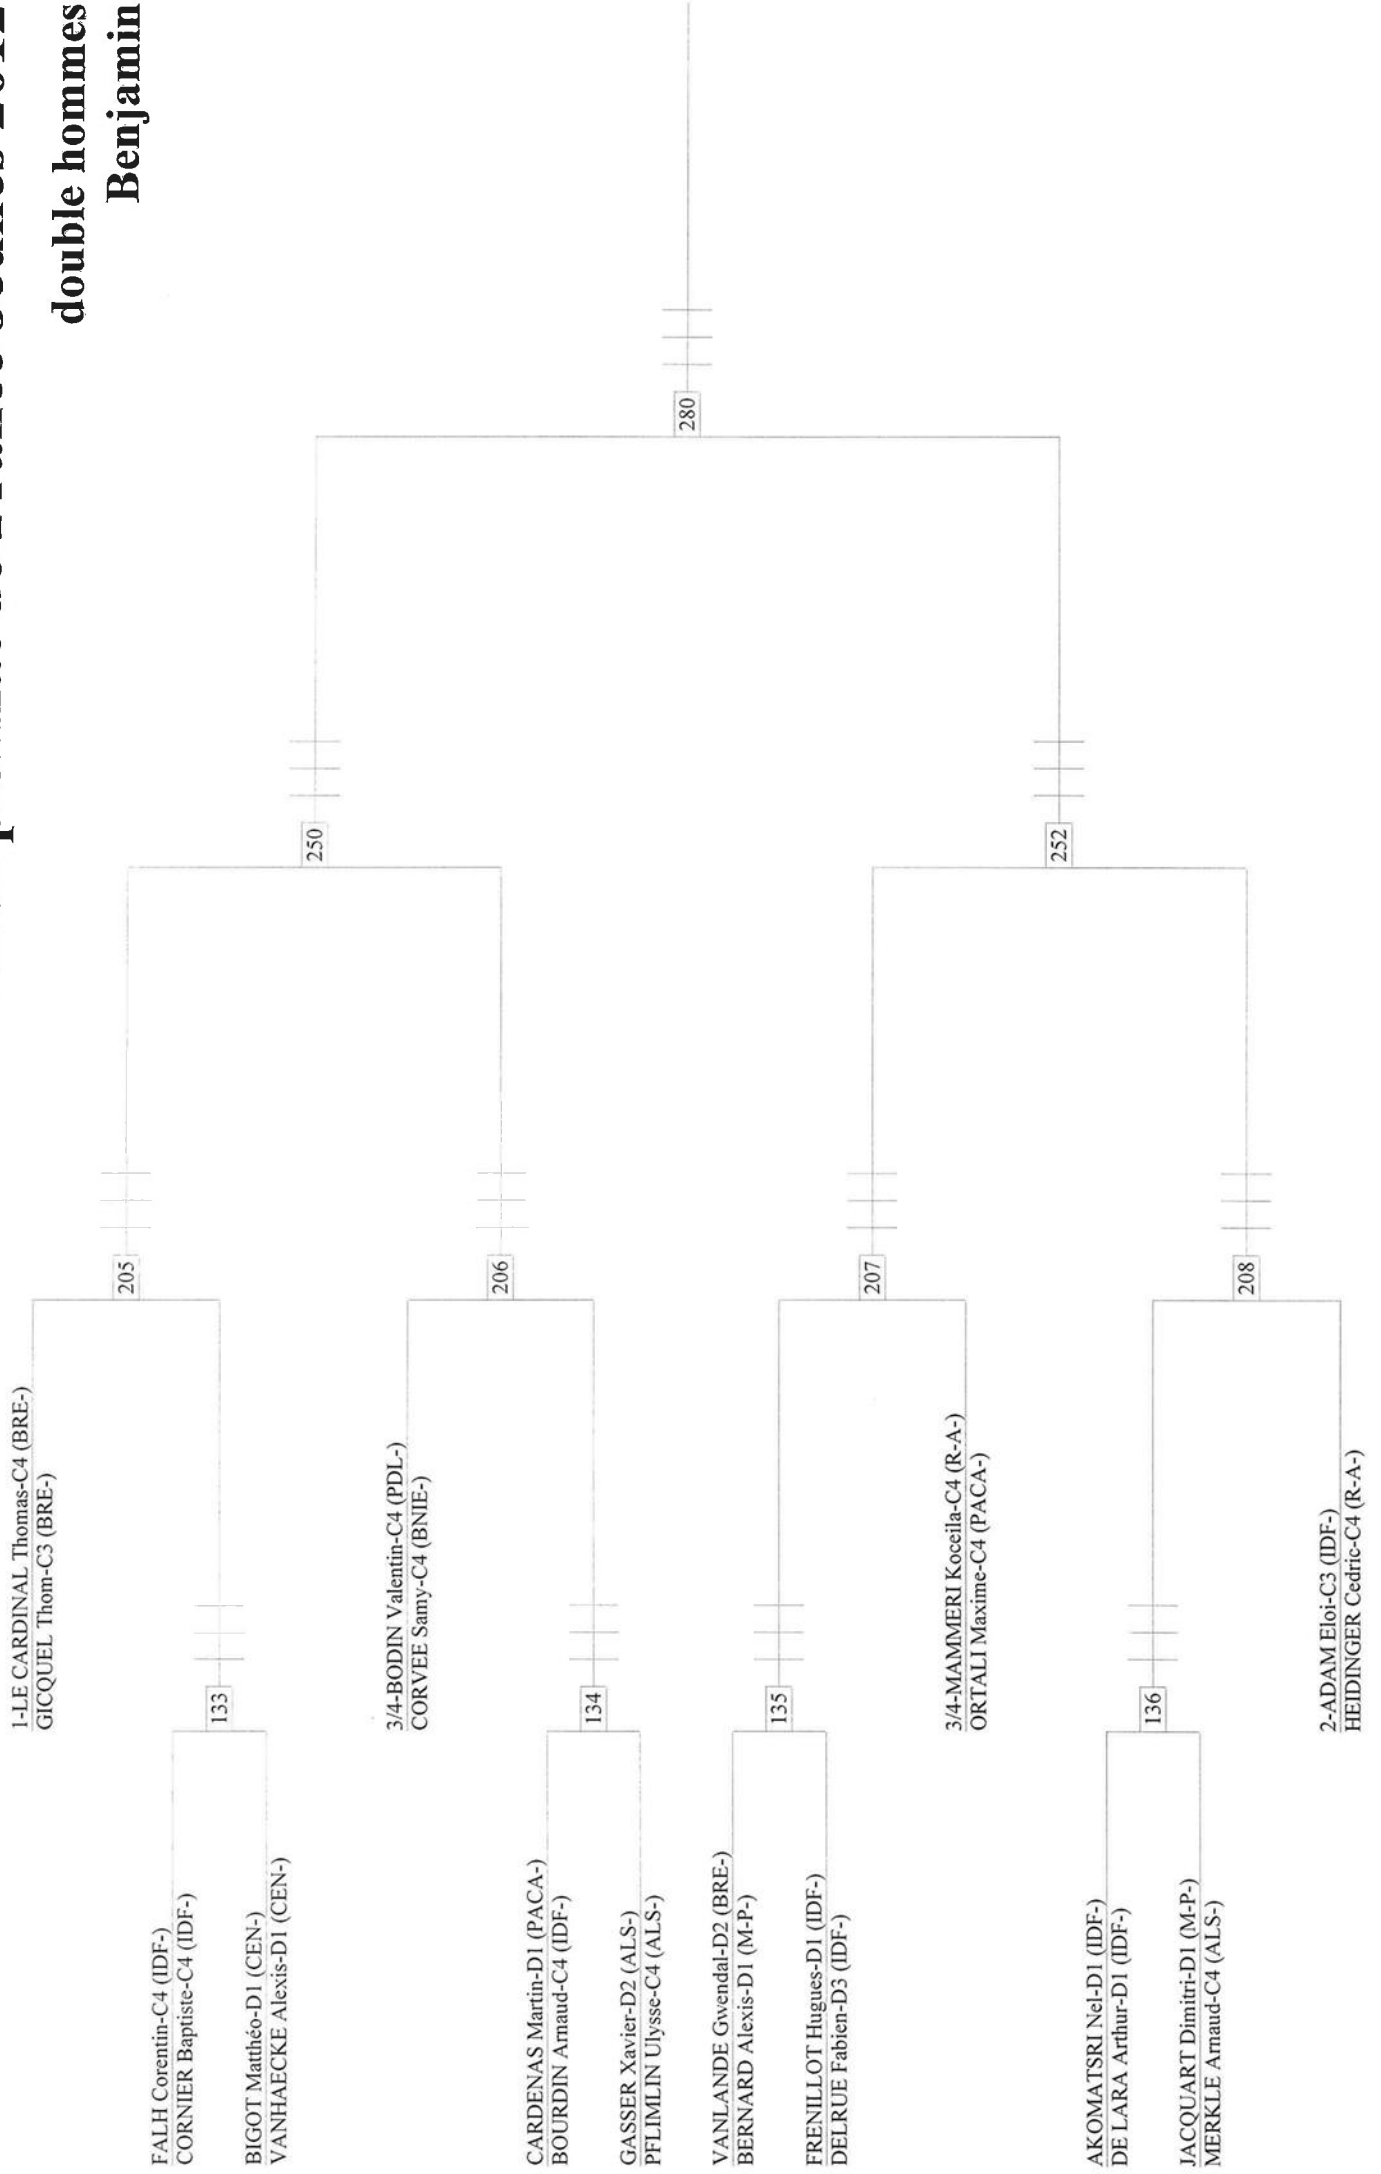 double hommes
Benjamin
1-LE CARDINAL Thomas-C4 (BRE-)
GICQUEL Thom-C3 (BRE-)
205
FALH Corentin-C4 (IDF-)
CORNIER Baptiste-C4 (IDF-)
133
BIGOT Matthéo-D1 (CEN-)
VANHAECKE Alexis-D1 (CEN-)
250
3/4-BODIN Valentin-C4 (PDL-)
CORVEE Samy-C4 (BNIE-)
206
CARDENAS Martin-D1 (PACA-)
BOURDIN Arnaud-C4 (IDF-)
134
GASSER Xavier-D2 (ALS-)
PFLIMLIN Ulysse-C4 (ALS-)
280
VANLANDE Gwendal-D2 (BRE-)
BERNARD Alexis-D1 (M-P-)
135
FRENILLOT Hugues-D1 (IDF-)
DELRUE Fabien-D3 (IDF-)
207
3/4-MAMMERI Koceila-C4 (R-A-)
ORTALI Maxime-C4 (PACA-)
252
AKOMATSRI Nel-D1 (IDF-)
DE LARA Arthur-D1 (IDF-)
136
JACQUART Dimitri-D1 (M-P-)
MERKLE Arnaud-C4 (ALS-)
208
2-ADAM Eloi-C3 (IDF-)
HEIDINGER Cedric-C4 (R-A-)